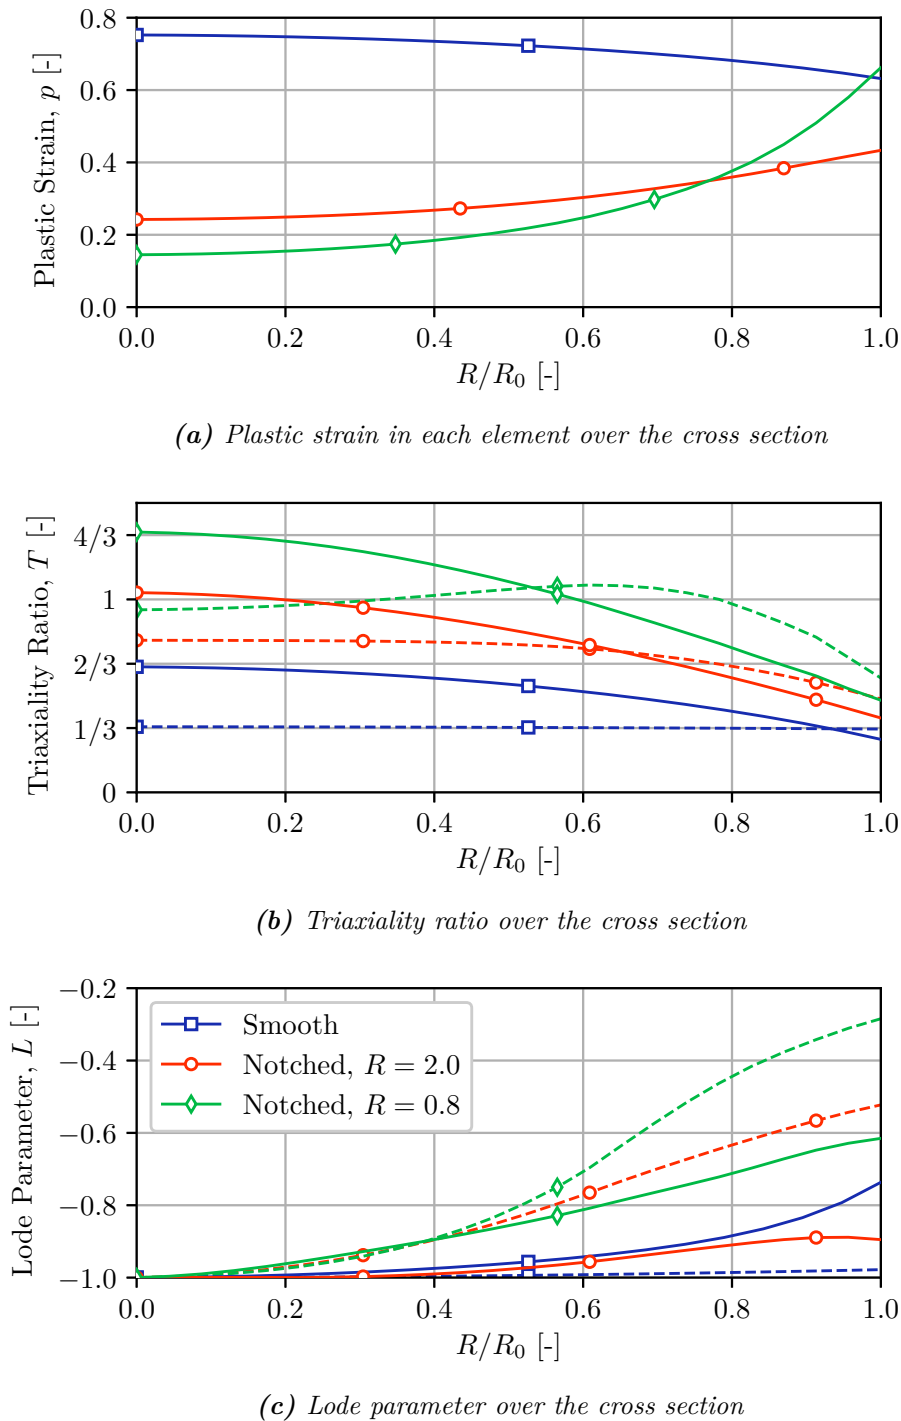 Plastic Strain, p [-]
0.8
0.6
0.4
0.2
0.0
0.0 0.2 0.4 0.6 0.8 1.0
R/R0 [-]
(a) Plastic strain in each element over the cross section
Triaxiality Ratio, T [-]
4/3
1
2/3
1/3
0
0.0 0.2 0.4 0.6 0.8 1.0
R/R0 [-]
(b) Triaxiality ratio over the cross section
Lode Parameter, L [-]
−0.2
−0.4
−0.6
−0.8
−1.0
Smooth
Notched, R = 2.0
Notched, R = 0.8
0.0 0.2 0.4 0.6 0.8 1.0
R/R0 [-]
(c) Lode parameter over the cross section